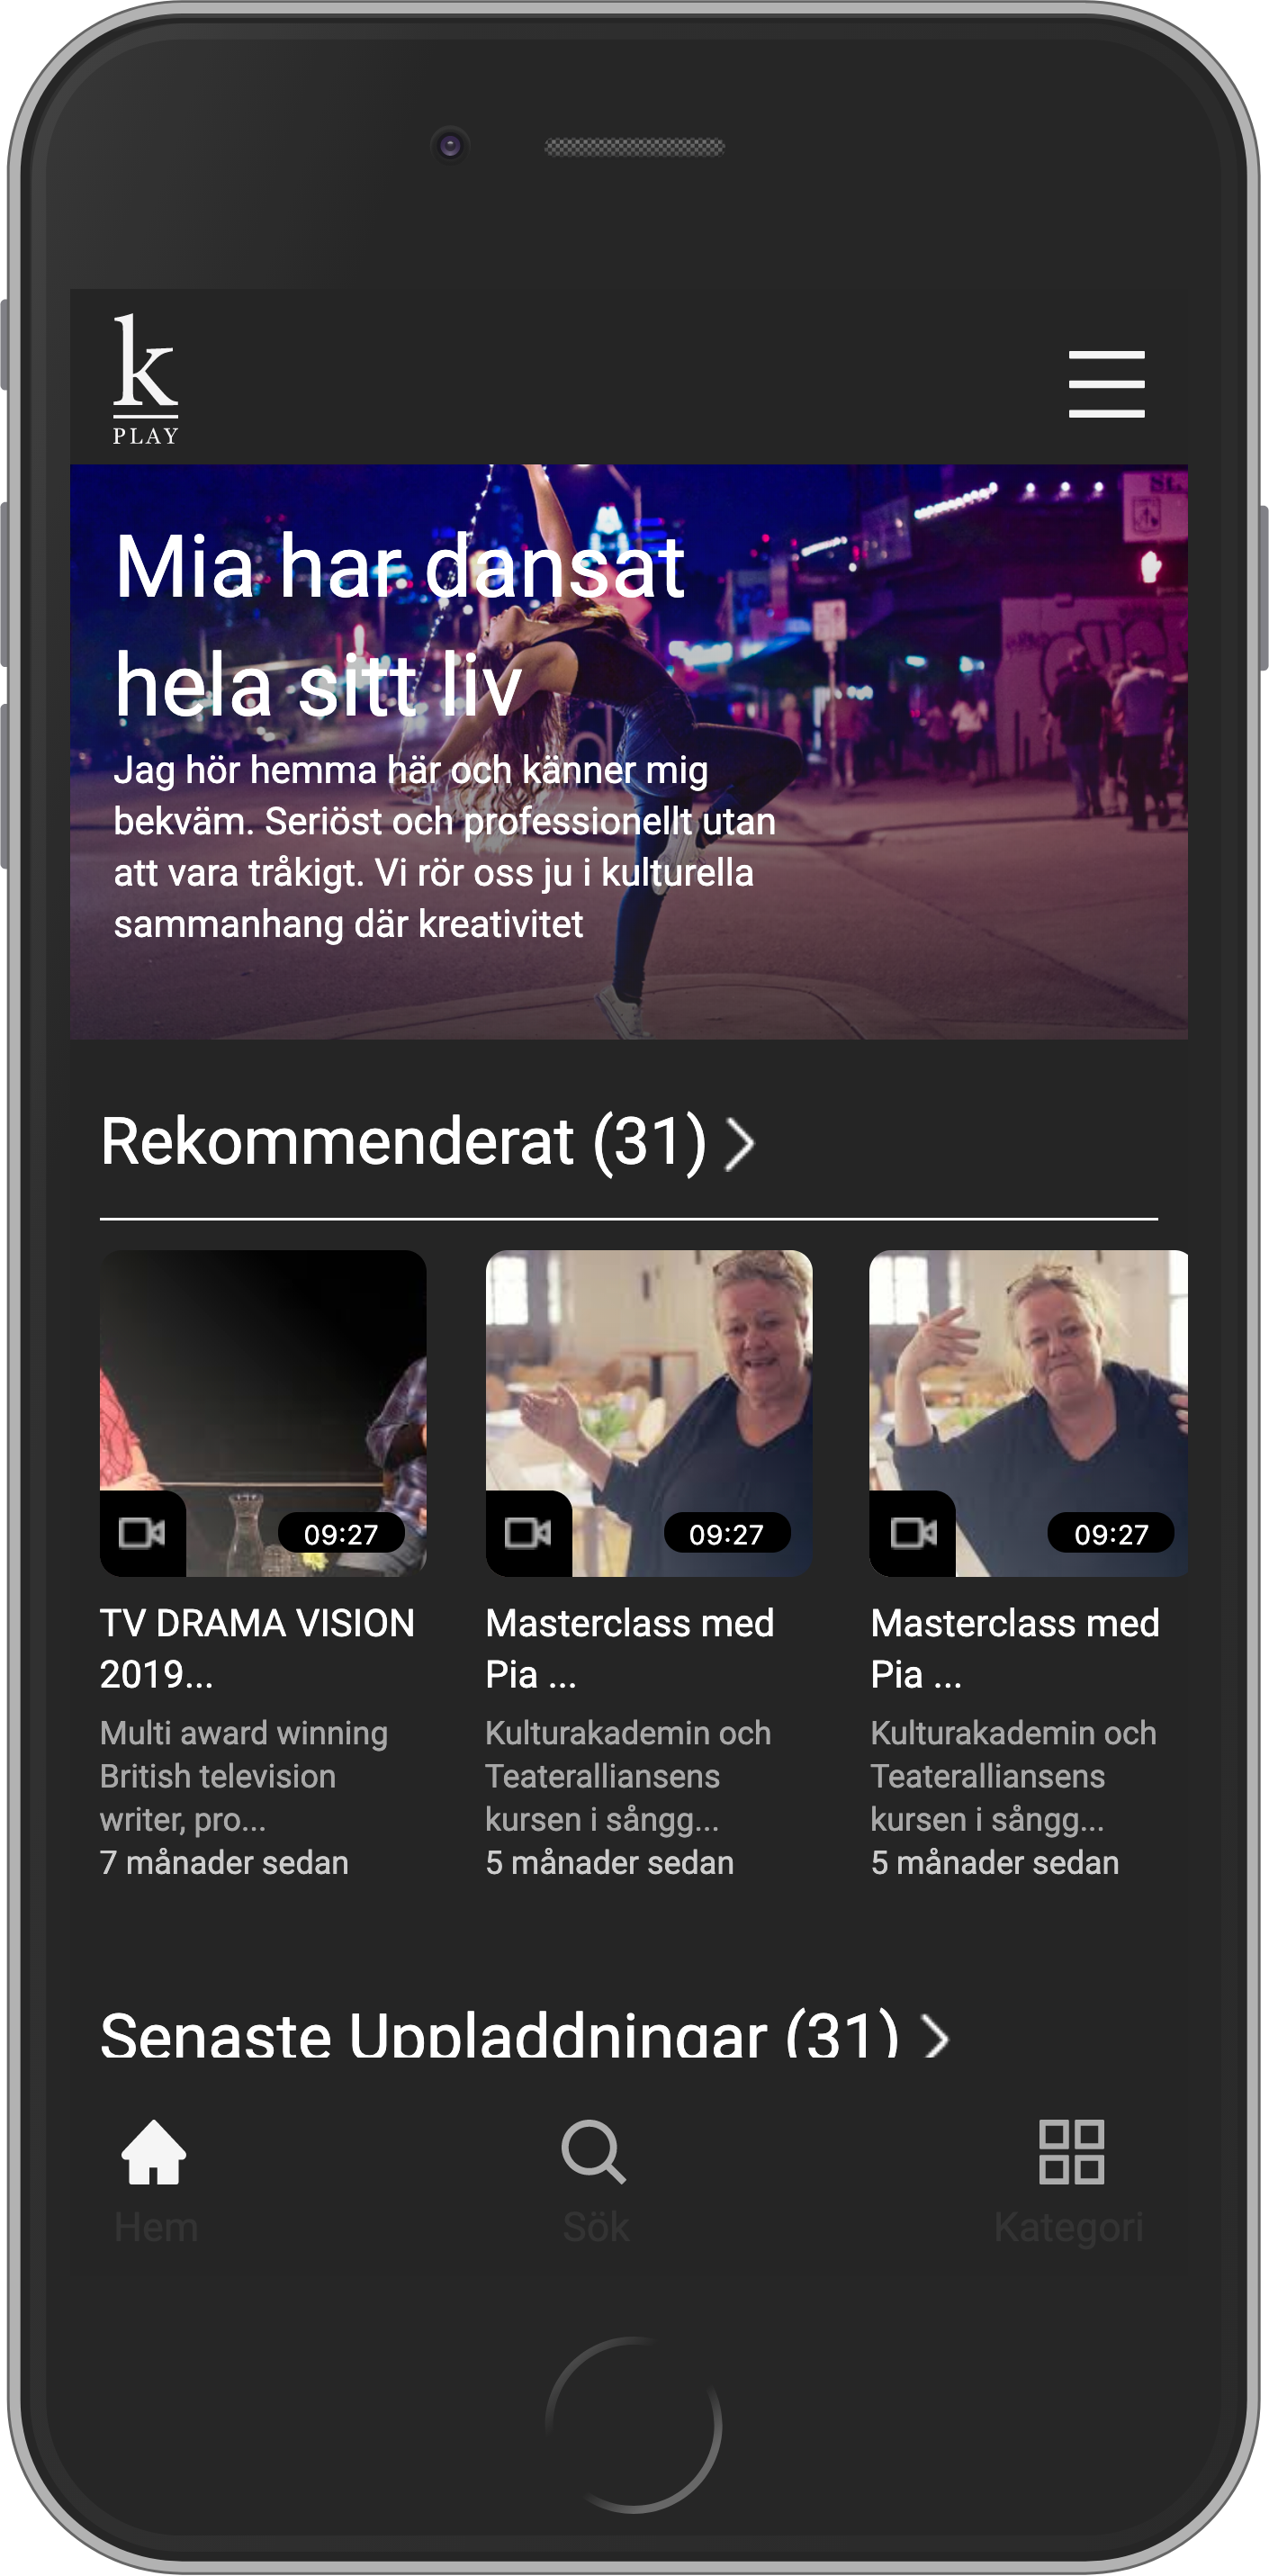 k
PLAY
Mia har dansat
hela sitt liv
Jag hör hemma här och känner mig
bekväm. Seriöst och professionellt utan
att vara tråkigt. Vi rör oss ju i kulturella
sammanhang där kreativitet
Rekommenderat (31)
09:27
09:27
09:27
TV DRAMA VISION
2019...
Multi award winning
British television
writer, pro...
7 månader sedan
Masterclass med
Pia ...
Kulturakademin och
Teateralliansens
kursen i sångg...
5 månader sedan
Masterclass med
Pia ...
Kulturakademin och
Teateralliansens
kursen i sångg...
5 månader sedan
Senaste Uppladdningar (31)
Hem
Sök
Kategori